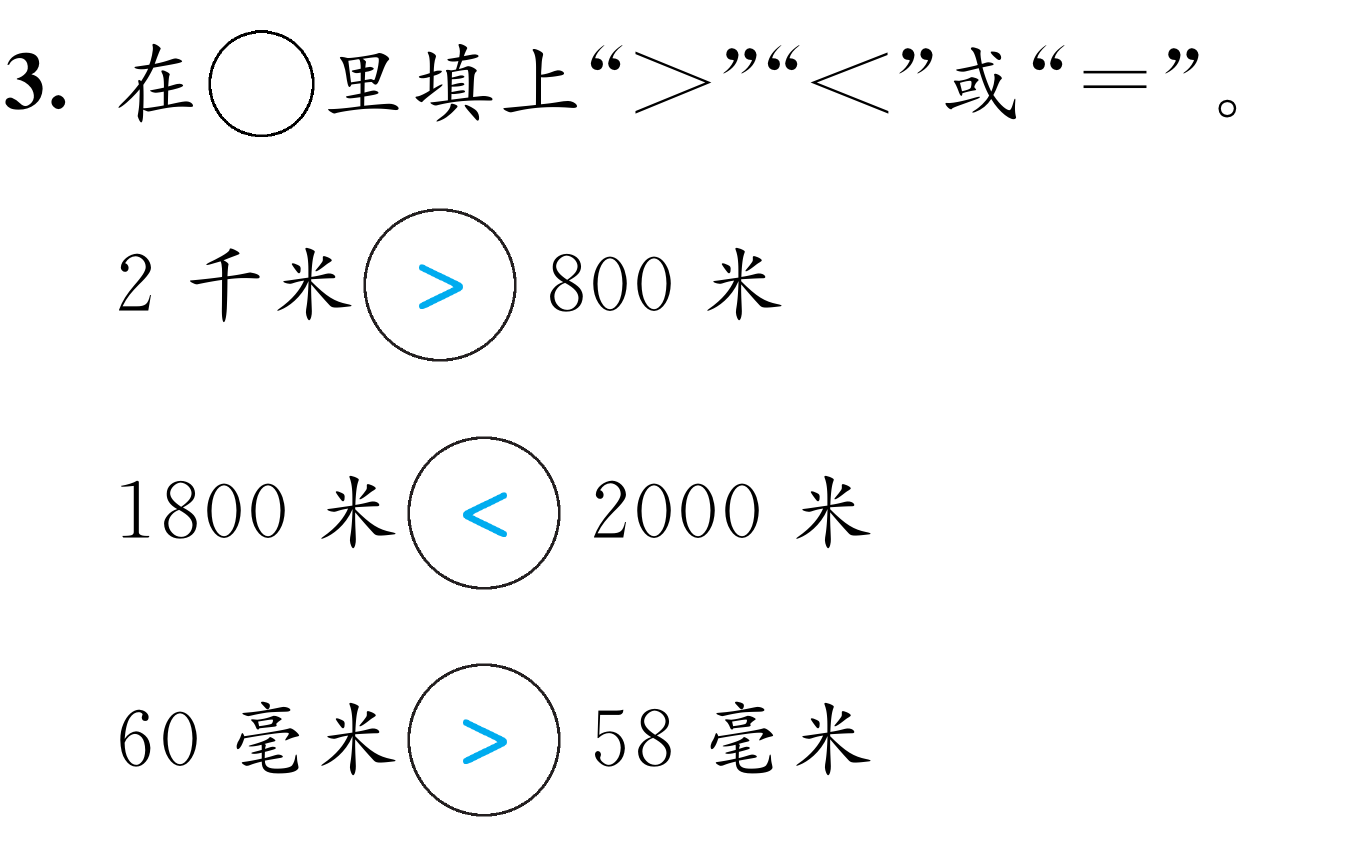 3. 在○里填上“＞”“＜”或“＝”。
2 千米 > 800 米
1800 米 < 2000 米
60 毫米 > 58 毫米